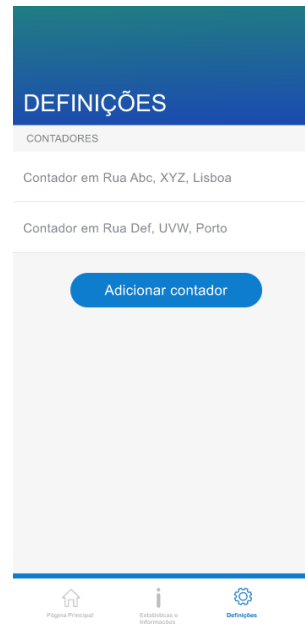 DEFINIÇÕES
CONTADORES
Contador em Rua Abc, XYZ, Lisboa
Contador em Rua Def, UVW, Porto
Adicionar contador
Página Principal
Estatísticas e
Informações
Definições